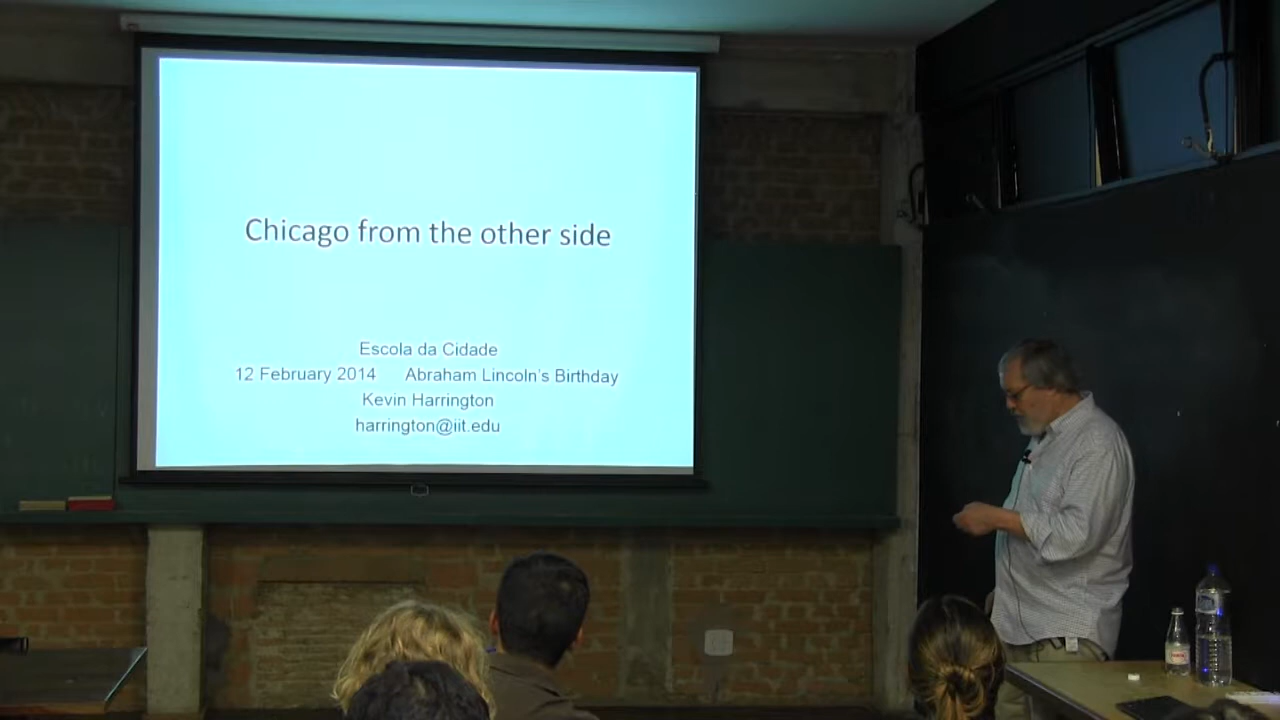 Chicago from the other side
Escola da Cidade
12 February 2014 Abraham Lincoln's Birthday
Kevin Harrington
harrington@iit.edu